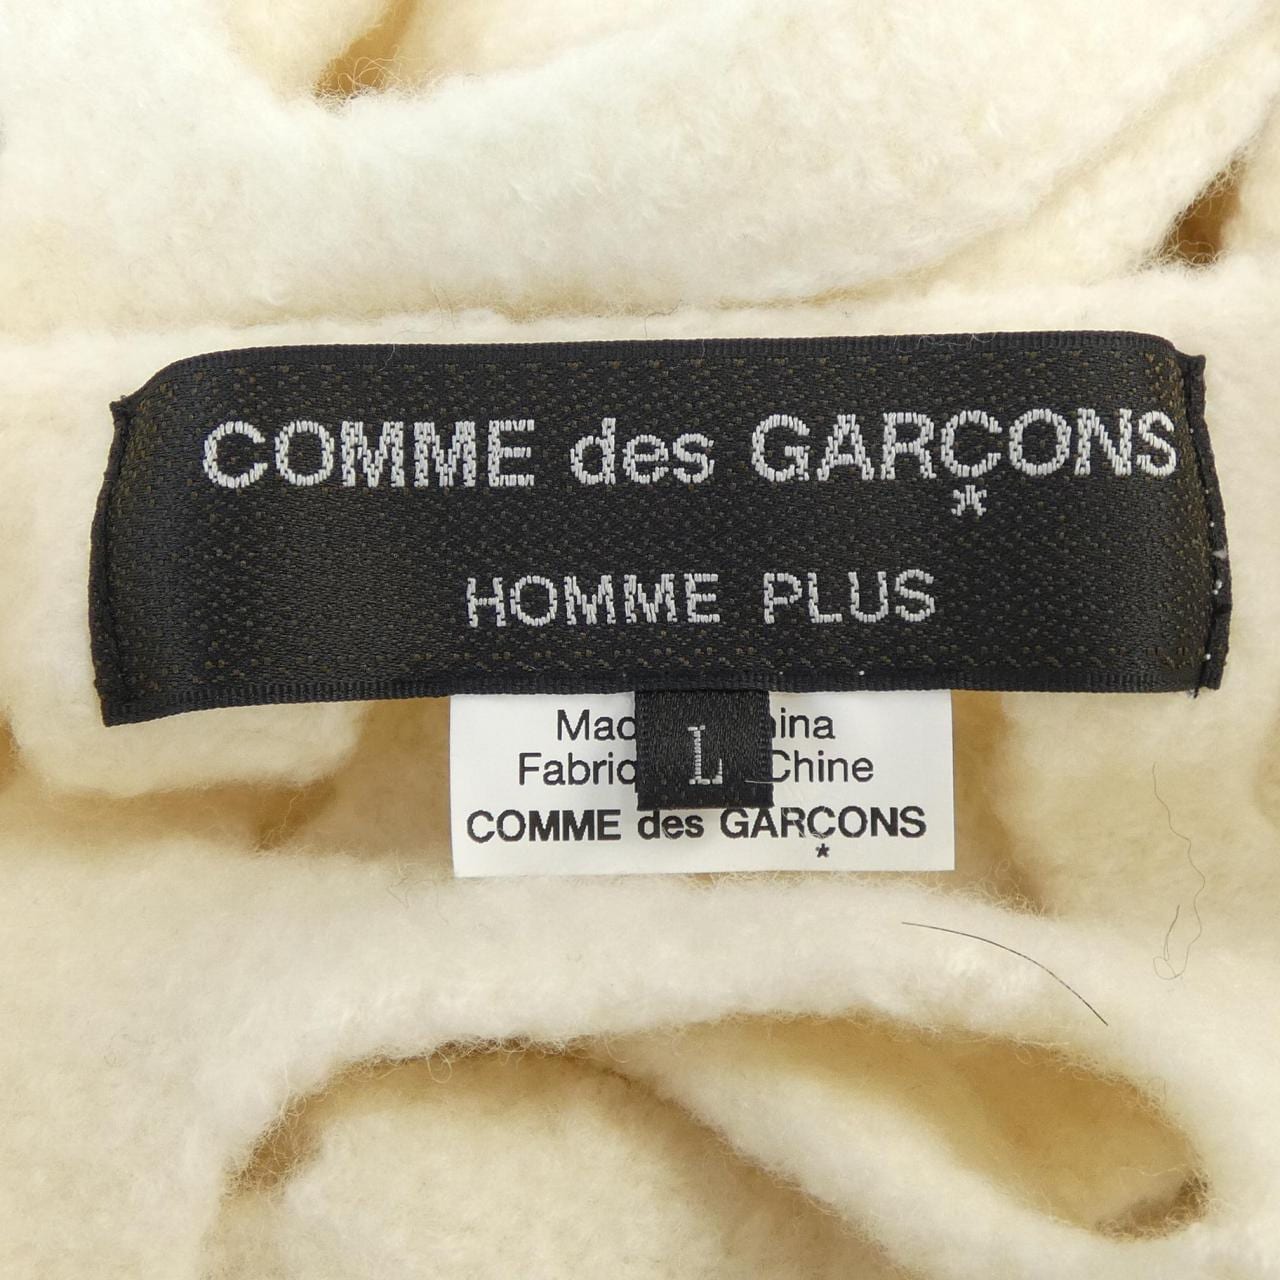 COMME des GARÇONS
*
HOMME PLUS
L
COMME des GARÇONS
*